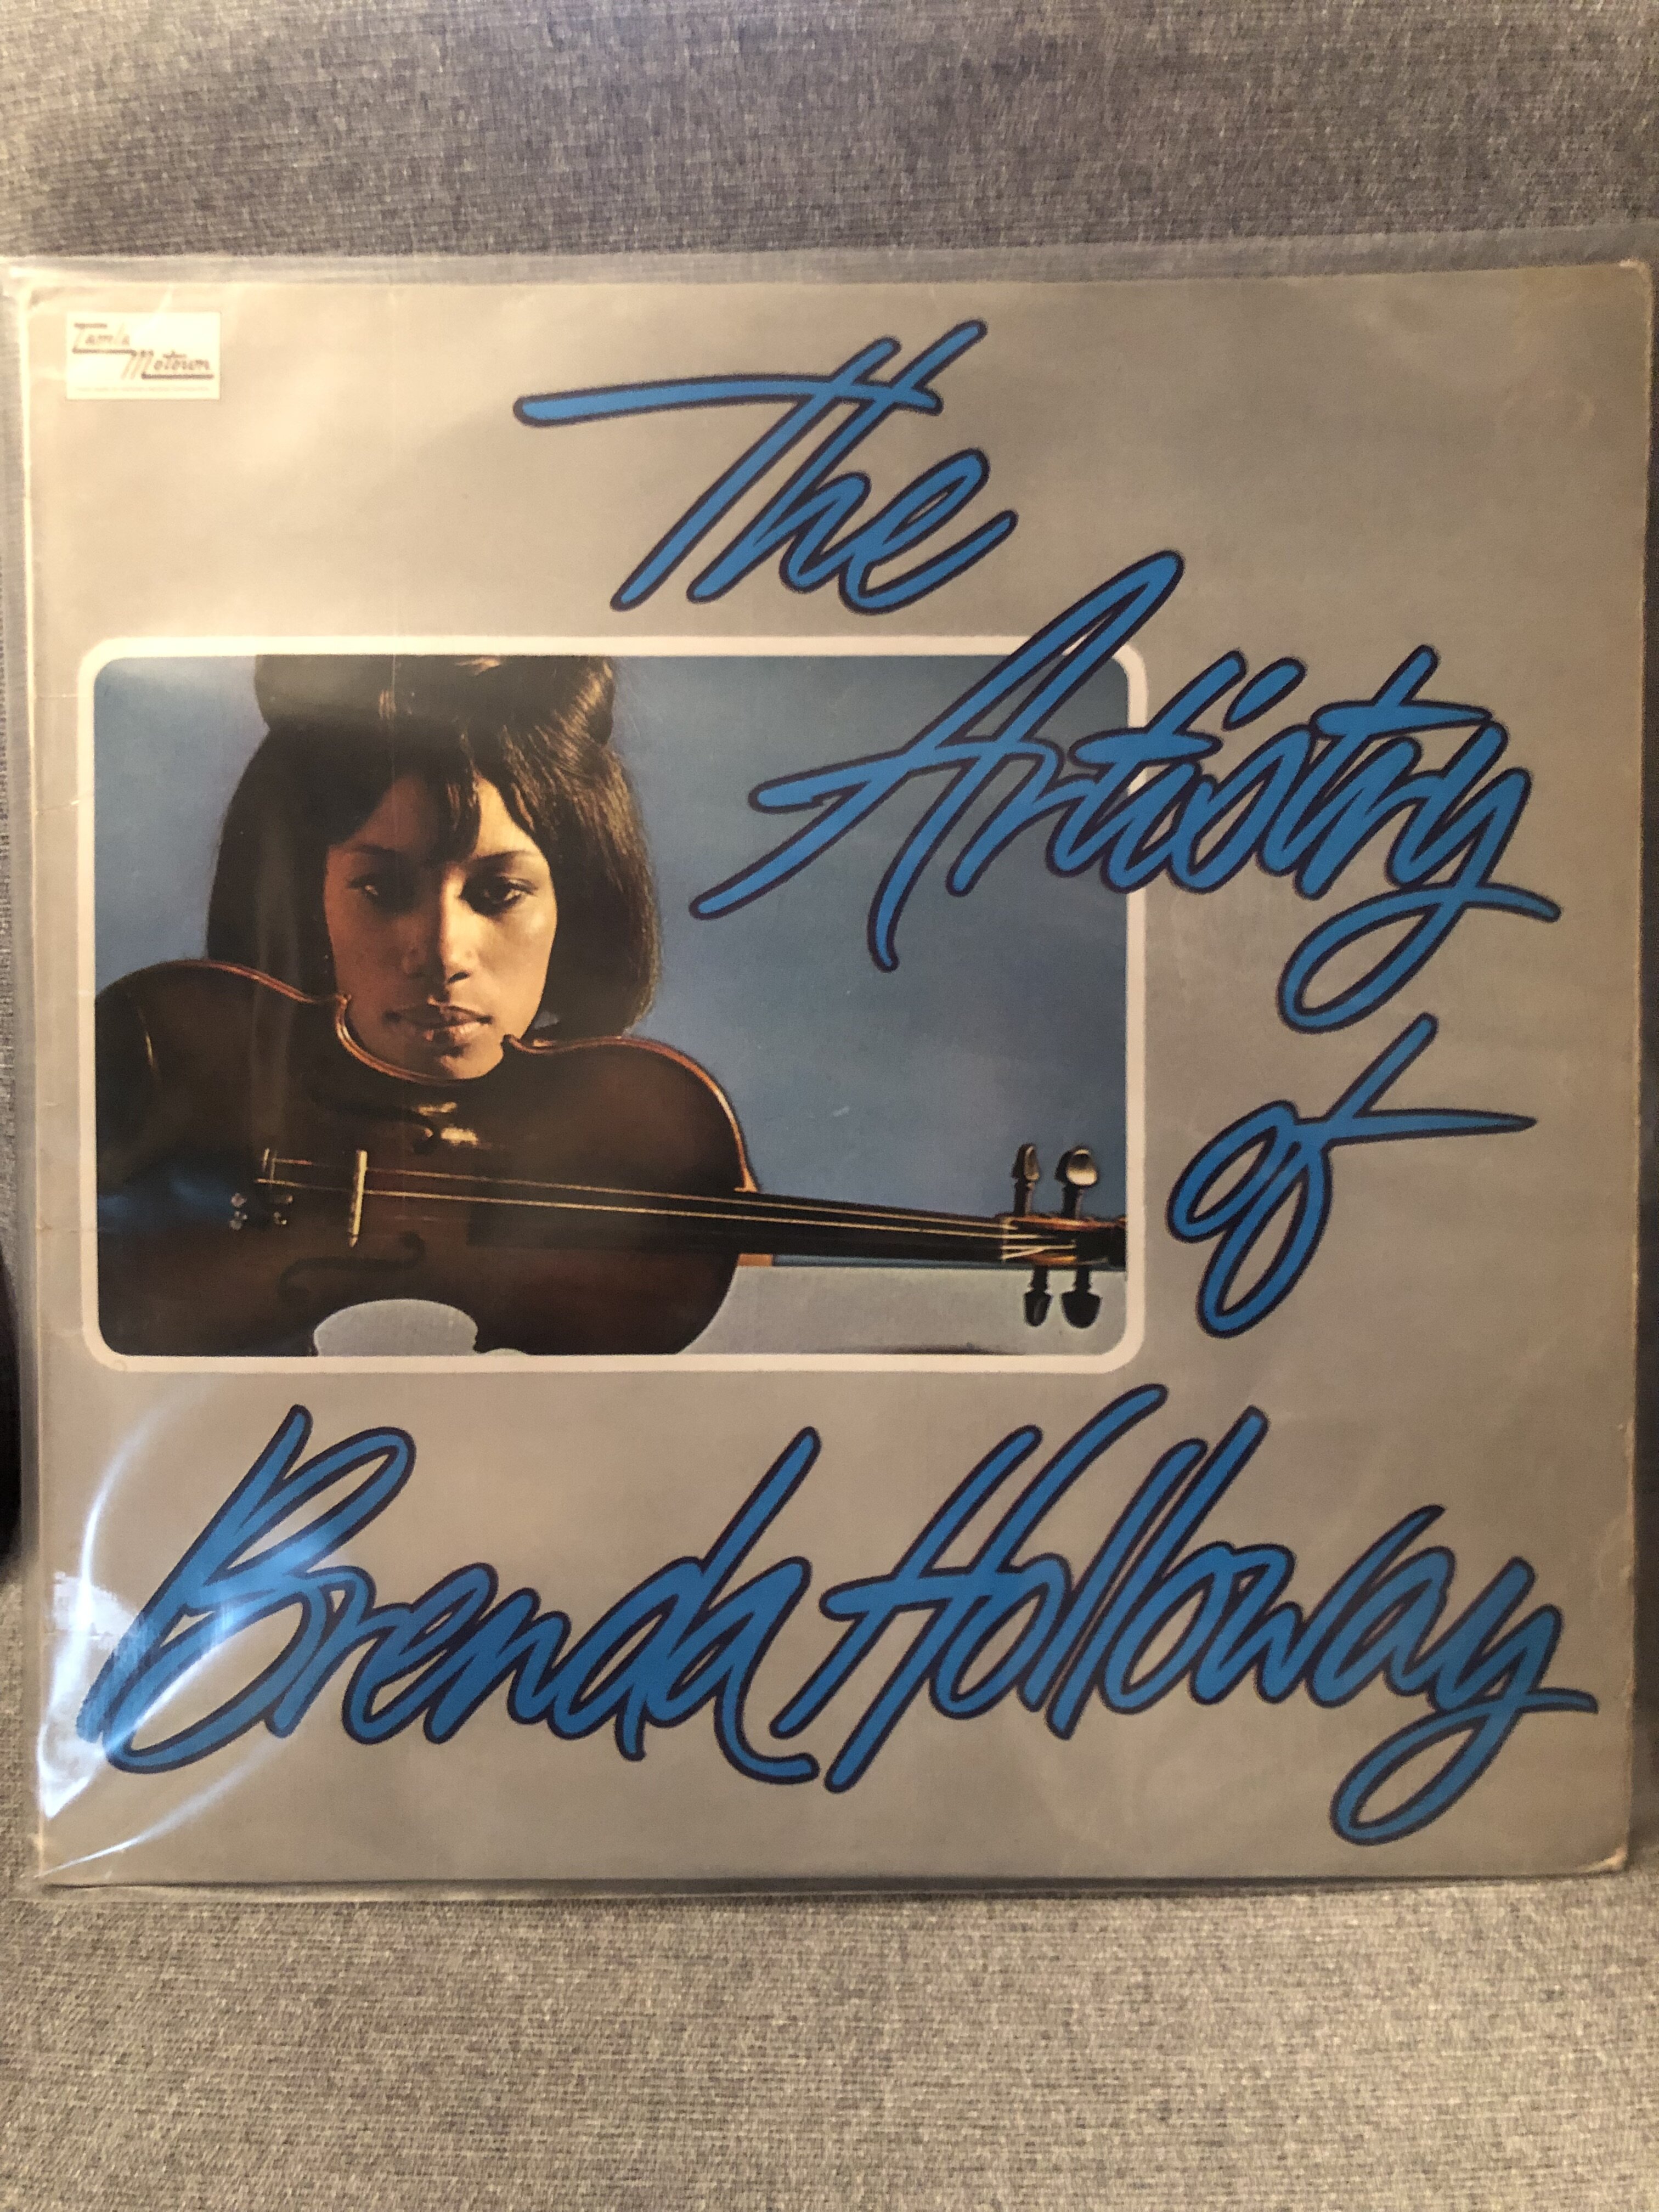 Tamla
Motown
The
Artistry
of
Brenda Holloway